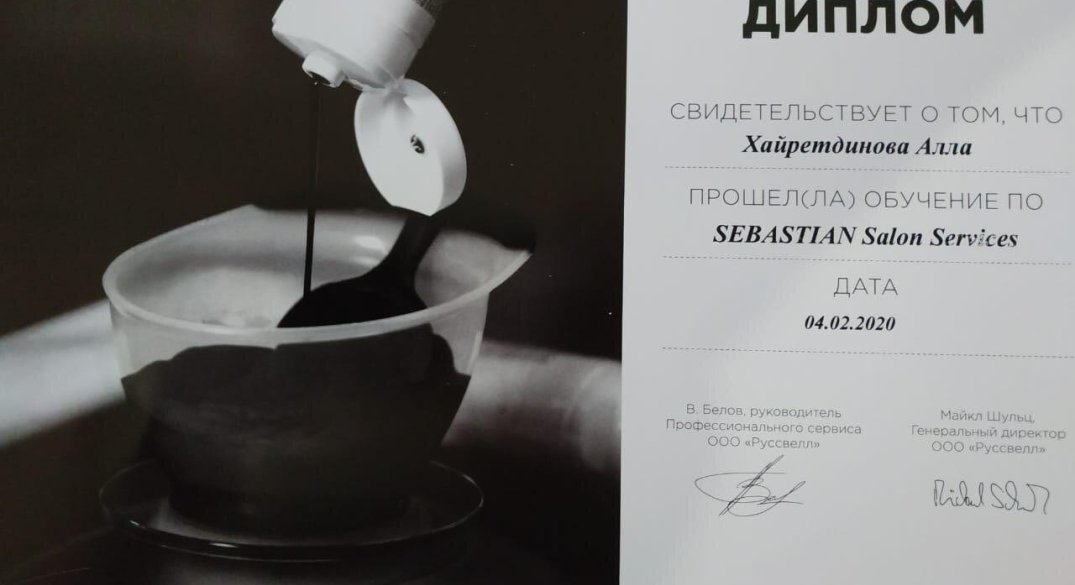 ДИПЛОМ
СВИДЕТЕЛЬСТВУЕТ О ТОМ, ЧТО
Хайретдинова Алла
ПРОШЕЛ(ЛА) ОБУЧЕНИЕ ПО
SEBASTIAN Salon Services
ДАТА
04.02.2020
В. Белов, руководитель
Профессионального сервиса
ООО «Руссвелл»
Майкл Шульц,
Генеральный директор
ООО «Руссвелл»